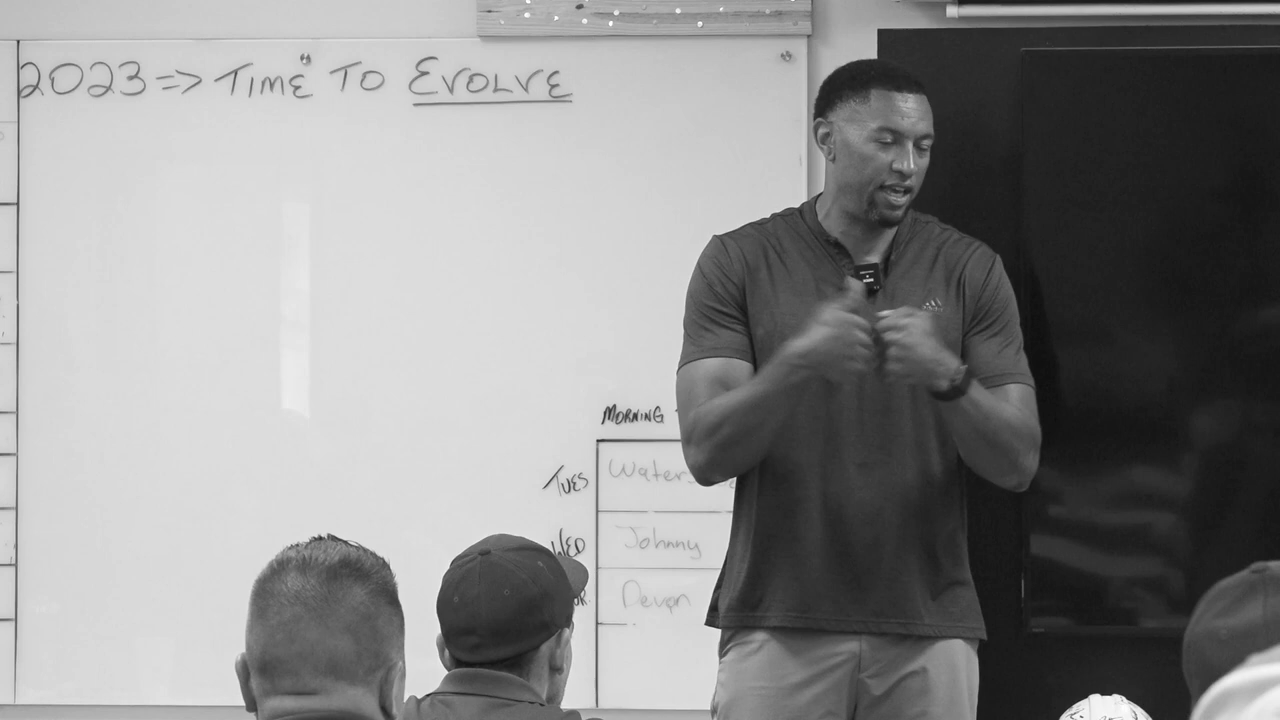 2023 => TIME TO EVOLVE
MORNING
TUES Water
WED Johnny
Devon